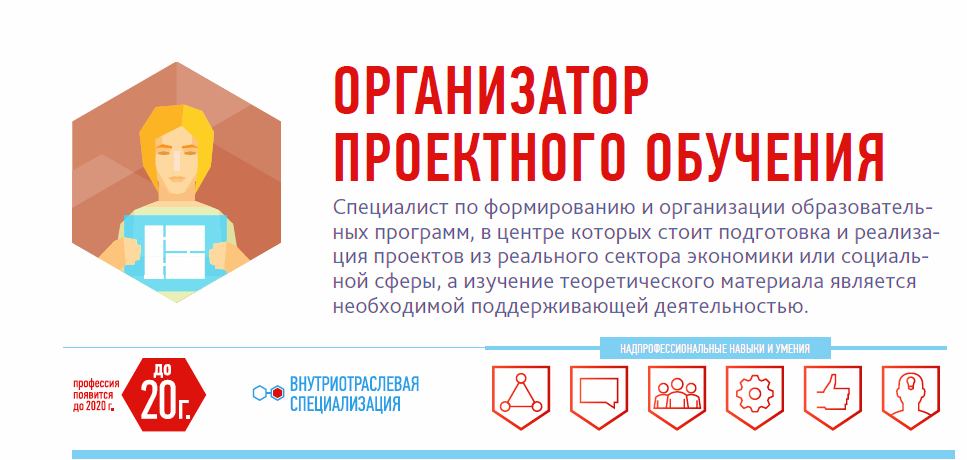 ОРГАНИЗАТОР
ПРОЕКТНОГО ОБУЧЕНИЯ
Специалист по формированию и организации образователь-
ных программ, в центре которых стоит подготовка и реализа-
ция проектов из реального сектора экономики или социаль-
ной сферы, а изучение теоретического материала является
необходимой поддерживающей деятельностью.
НАДПРОФЕССИОНАЛЬНЫЕ НАВЫКИ И УМЕНИЯ
профессия
появится
до 2020 г.
ДО
20г.
ВНУТРИОТРАСЛЕВАЯ
СПЕЦИАЛИЗАЦИЯ